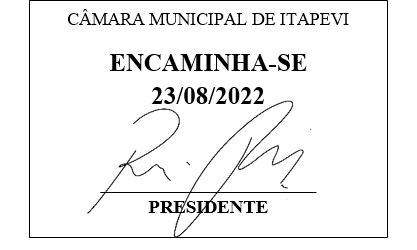 CÂMARA MUNICIPAL DE ITAPEVI
ENCAMINHA-SE
23/08/2022
PRESIDENTE